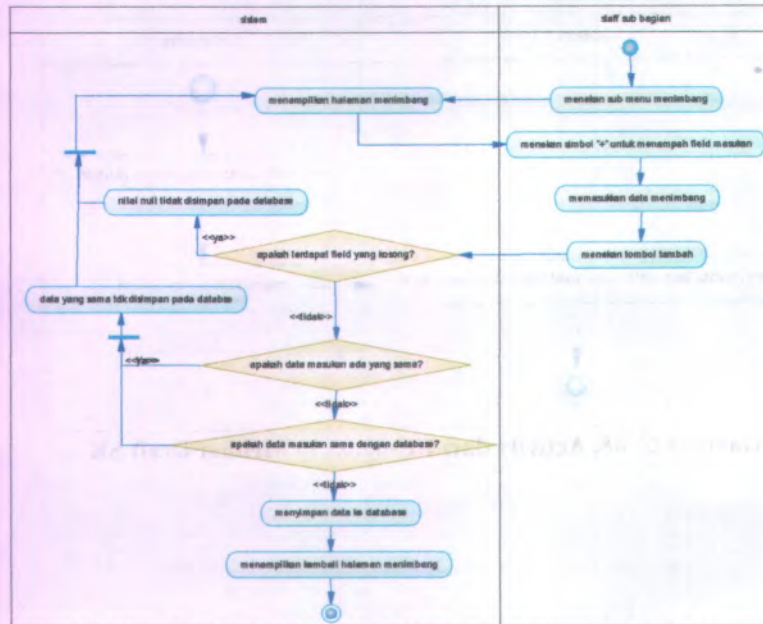 sistem
staff sub bagian
menekan sub menu menimbang
menampilkan halaman menimbang
menekan simbol "+" untuk menampah field masukan
memasukkan data menimbang
menekan tombol tambah
apakah terdapat field yang kosong?
<<ya>>
nilai null tidak disimpan pada database
<<tidak>>
apakah data masukan ada yang sama?
<<ya>>
data yang sama tdk disimpan pada databse
<<tidak>>
apakah data masukan sama dengan database?
<<tidak>>
menyimpan data ke database
menampilkan kembali halaman menimbang